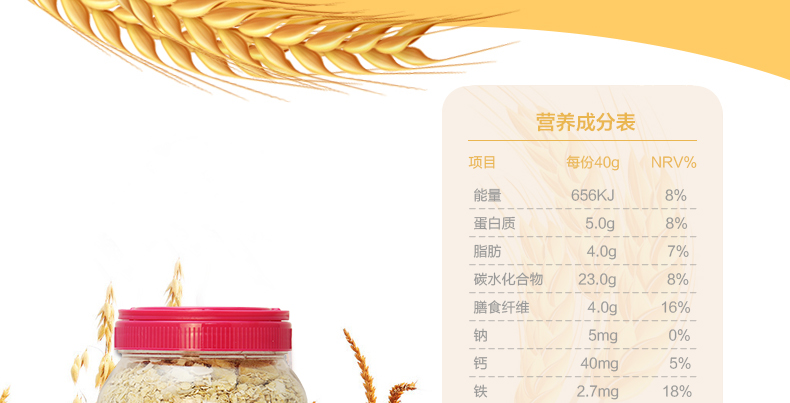 营养成分表
项目 每份40g NRV%
能量 656KJ 8%
蛋白质 5.0g 8%
脂肪 4.0g 7%
碳水化合物 23.0g 8%
膳食纤维 4.0g 16%
钠 5mg 0%
钙 40mg 5%
铁 2.7mg 18%